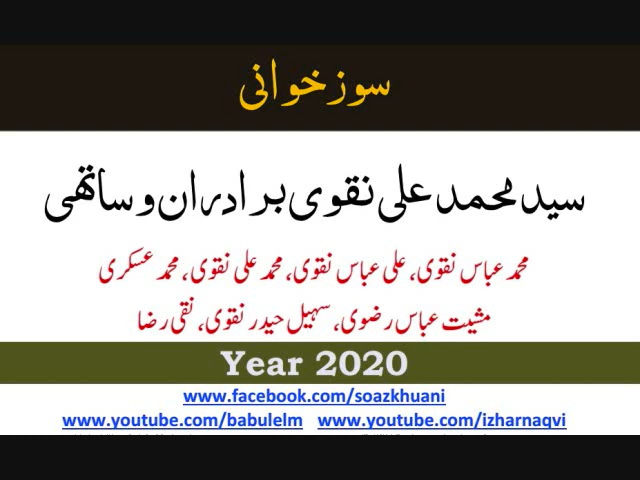 سوز خوانی
سید محمد علی نقوی برادران و ساتھی
محمد عباس نقوی، علی عباس نقوی، محمد علی نقوی، محمد عسکری
مشیت عباس رضوی، سہیل حیدر نقوی، نقی رضا
Year 2020
www.facebook.com/soazkhuani
www.youtube.com/babulelm www.youtube.com/izharnaqvi